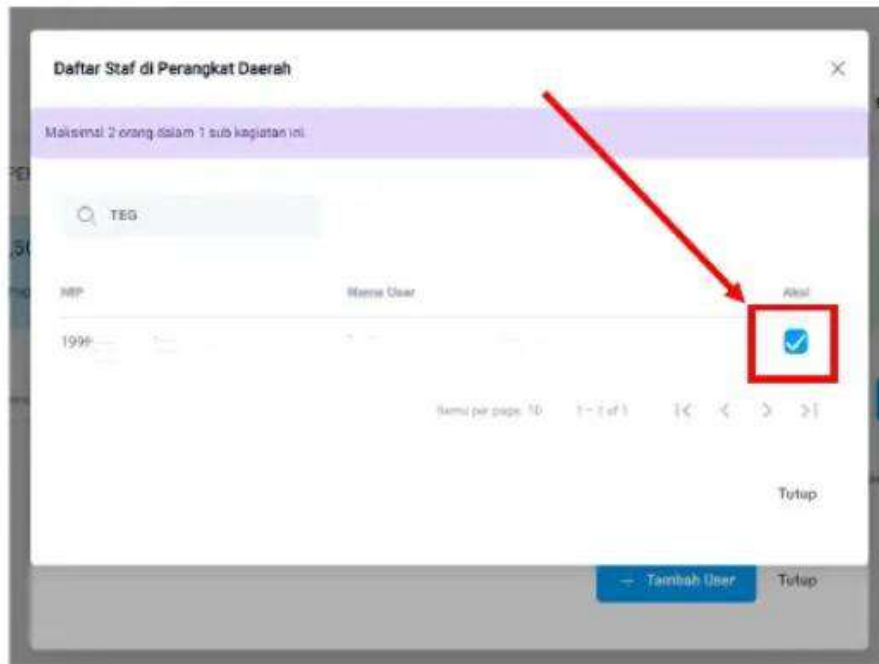 Daftar Staf di Perangkat Daerah
Maksimal 2 orang dalam 1 sub kegiatan ini.
TEG
NIP Nama User Aksi
199
Items per page: 10 1 – 1 of 1
Tutup
Tambah User Tutup